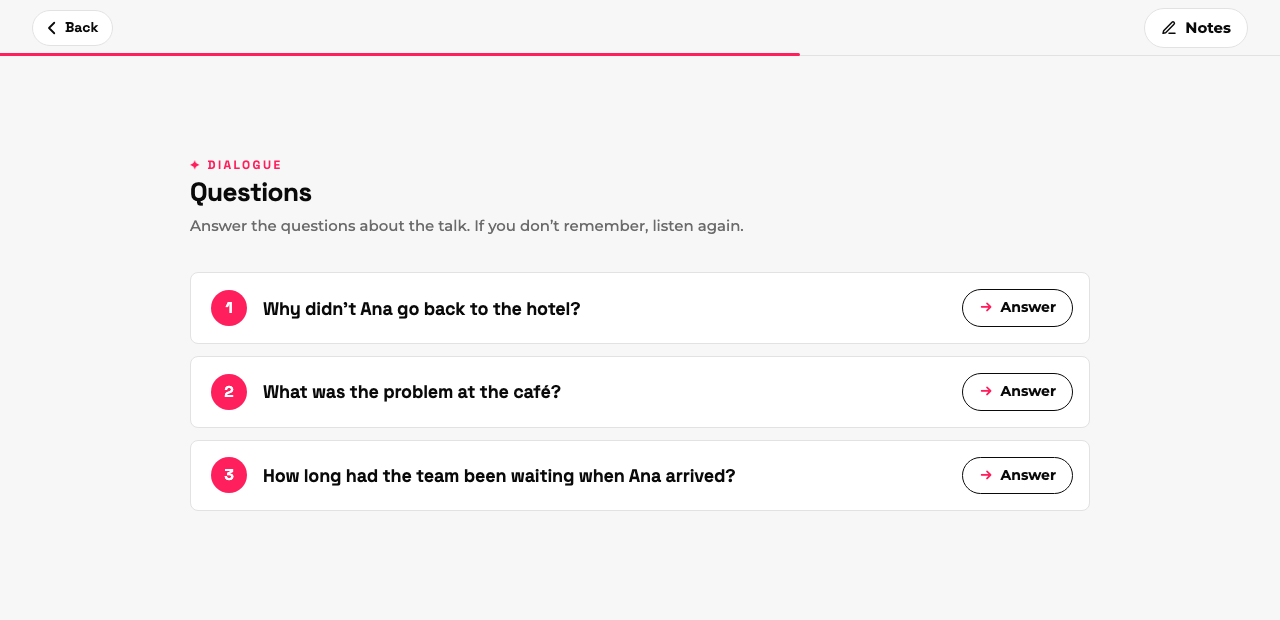 Back
Notes
DIALOGUE
Questions
Answer the questions about the talk. If you don’t remember, listen again.
1 Why didn’t Ana go back to the hotel? → Answer
2 What was the problem at the café? → Answer
3 How long had the team been waiting when Ana arrived? → Answer